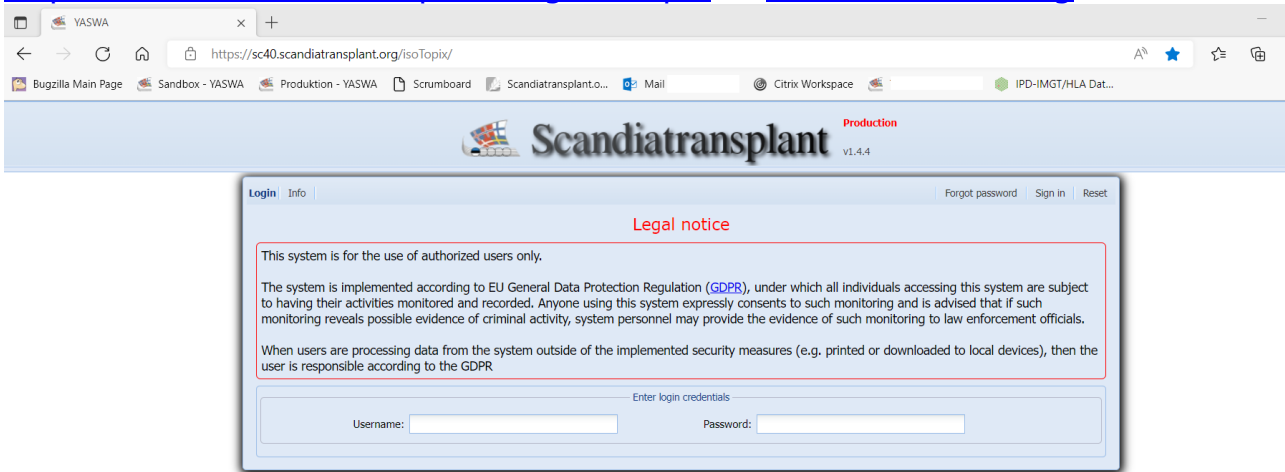 YASWA
https://sc40.scandiatransplant.org/isoTopix/
Bugzilla Main Page Sandbox - YASWA Produktion - YASWA Scrumboard Scandiatransplant.o... Mail Citrix Workspace IPD-IMGT/HLA Dat...
Scandiatransplant Production
v1.4.4
Login Info Forgot password Sign in Reset
Legal notice
This system is for the use of authorized users only.
The system is implemented according to EU General Data Protection Regulation (GDPR), under which all individuals accessing this system are subject
to having their activities monitored and recorded. Anyone using this system expressly consents to such monitoring and is advised that if such
monitoring reveals possible evidence of criminal activity, system personnel may provide the evidence of such monitoring to law enforcement officials.
When users are processing data from the system outside of the implemented security measures (e.g. printed or downloaded to local devices), then the
user is responsible according to the GDPR
Enter login credentials
Username: Password: